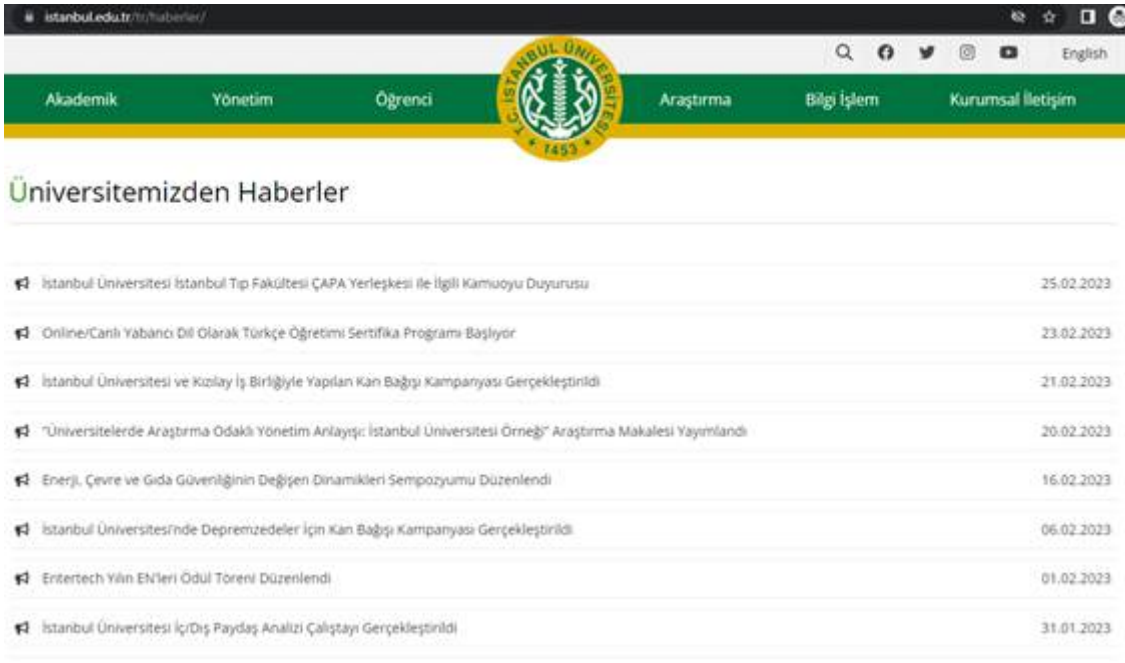 istanbul.edu.tr/tr/haberler/
English
T.C. İSTANBUL ÜNİVERSİTESİ
1453
Akademik Yönetim Öğrenci Araştırma Bilgi İşlem Kurumsal İletişim
Üniversitemizden Haberler
İstanbul Üniversitesi İstanbul Tıp Fakültesi ÇAPA Yerleşkesi ile İlgili Kamuoyu Duyurusu 25.02.2023
Online/Canlı Yabancı Dil Olarak Türkçe Öğretimi Sertifika Programı Başlıyor 23.02.2023
İstanbul Üniversitesi ve Kızılay İş Birliğiyle Yapılan Kan Bağışı Kampanyası Gerçekleştirildi 21.02.2023
"Üniversitelerde Araştırma Odaklı Yönetim Anlayışı: İstanbul Üniversitesi Örneği" Araştırma Makalesi Yayımlandı 20.02.2023
Enerji, Çevre ve Gıda Güvenliğinin Değişen Dinamikleri Sempozyumu Düzenlendi 16.02.2023
İstanbul Üniversitesi'nde Depremzedeler İçin Kan Bağışı Kampanyası Gerçekleştirildi 06.02.2023
Entertech Yılın EN'leri Ödül Töreni Düzenlendi 01.02.2023
İstanbul Üniversitesi İç/Dış Paydaş Analizi Çalıştayı Gerçekleştirildi 31.01.2023